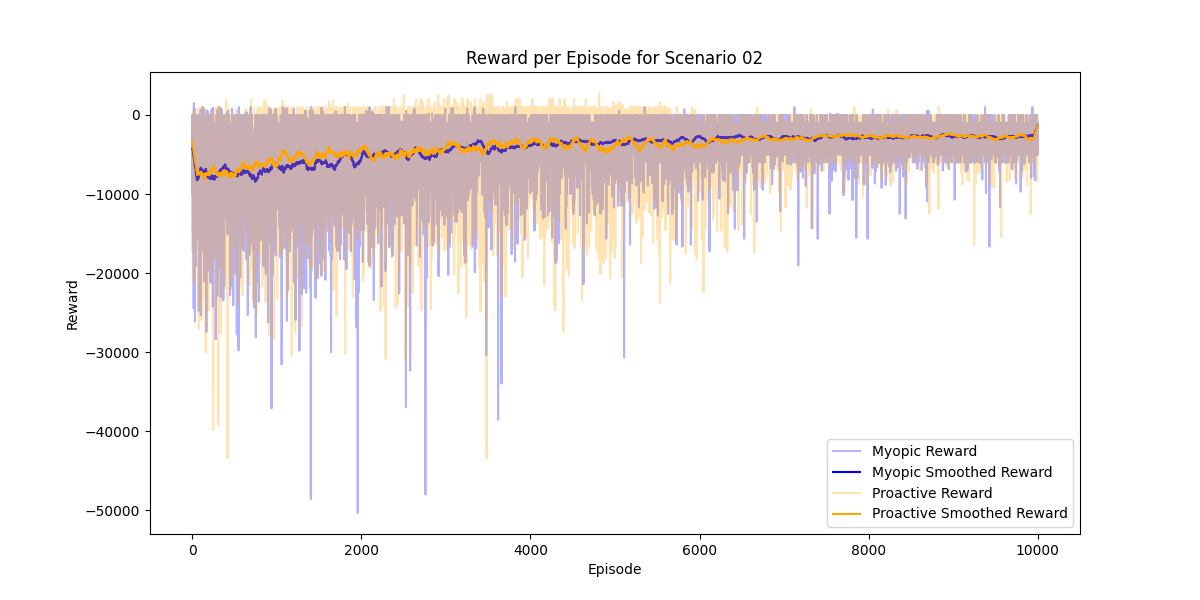 Reward per Episode for Scenario 02
0
−10000
−20000
−30000
−40000
−50000
Reward
0
2000
4000
6000
8000
10000
Episode
Myopic Reward
Myopic Smoothed Reward
Proactive Reward
Proactive Smoothed Reward